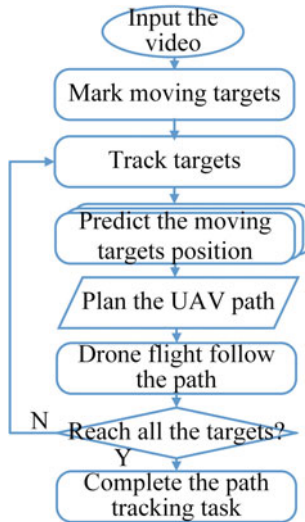 Input the
video
Mark moving targets
Track targets
Predict the moving
targets position
Plan the UAV path
Drone flight follow
the path
N
Reach all the targets?
Y
Complete the path
tracking task